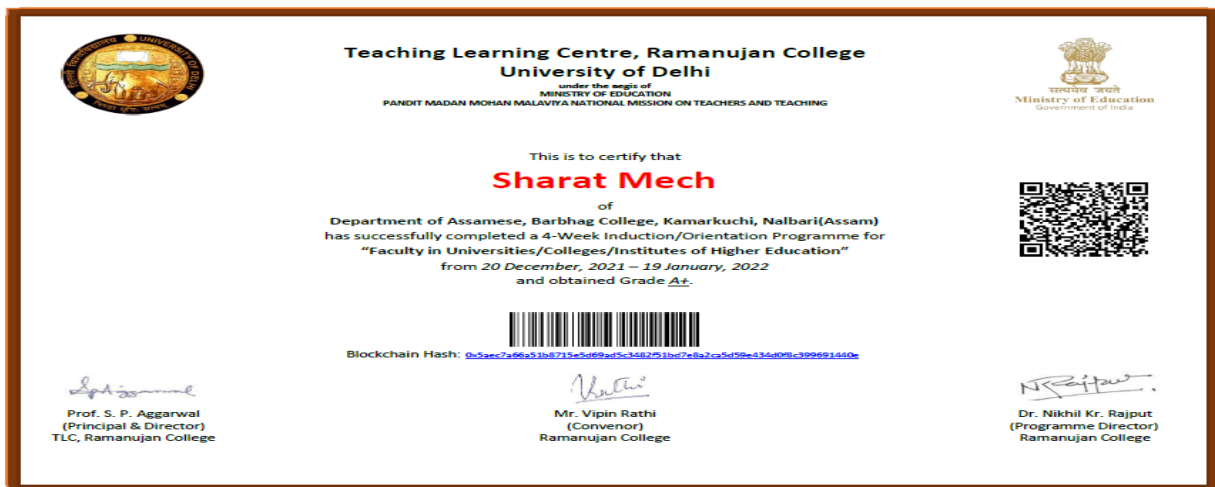 Teaching Learning Centre, Ramanujan College
University of Delhi
under the aegis of
MINISTRY OF EDUCATION
PANDIT MADAN MOHAN MALAVIYA NATIONAL MISSION ON TEACHERS AND TEACHING
सत्यमेव जयते
Ministry of Education
Government of India
This is to certify that
Sharat Mech
of
Department of Assamese, Barbhag College, Kamarkuchi, Nalbari(Assam)
has successfully completed a 4-Week Induction/Orientation Programme for
“Faculty in Universities/Colleges/Institutes of Higher Education”
from 20 December, 2021 – 19 January, 2022
and obtained Grade A+.
Blockchain Hash: 0x5aec7a66a51b8715e5d69ad5c3482f51bd7e8a2ca5d59e434d0f8c399691440e
Prof. S. P. Aggarwal
(Principal & Director)
TLC, Ramanujan College
Mr. Vipin Rathi
(Convenor)
Ramanujan College
Dr. Nikhil Kr. Rajput
(Programme Director)
Ramanujan College